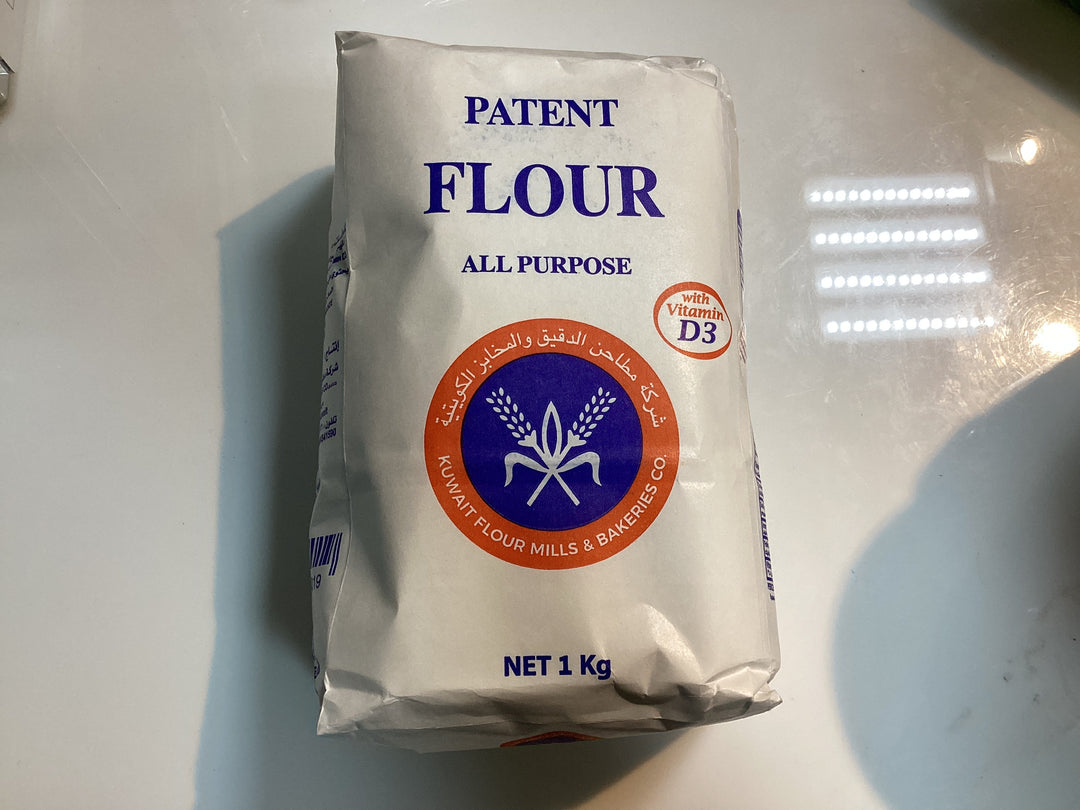 PATENT
FLOUR
ALL PURPOSE
with
Vitamin
D3
شركة مطاحن الدقيق والمخابز الكويتية
KUWAIT FLOUR MILLS & BAKERIES CO.
NET 1 Kg